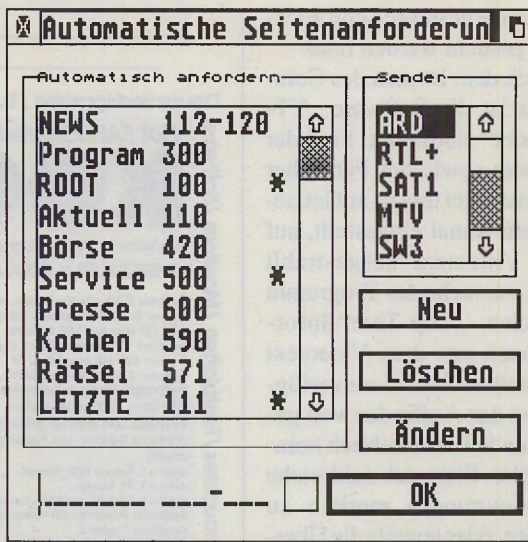 Automatische Seitenanforderun
Automatisch anfordern
NEWS 112-120
Program 300
ROOT 100 *
Aktuell 110
Börse 420
Service 500 *
Presse 600
Kochen 590
Rätsel 571
LETZTE 111 *
Sender
ARD
RTL+
SAT1
MTV
SW3
Neu
Löschen
Ändern
OK